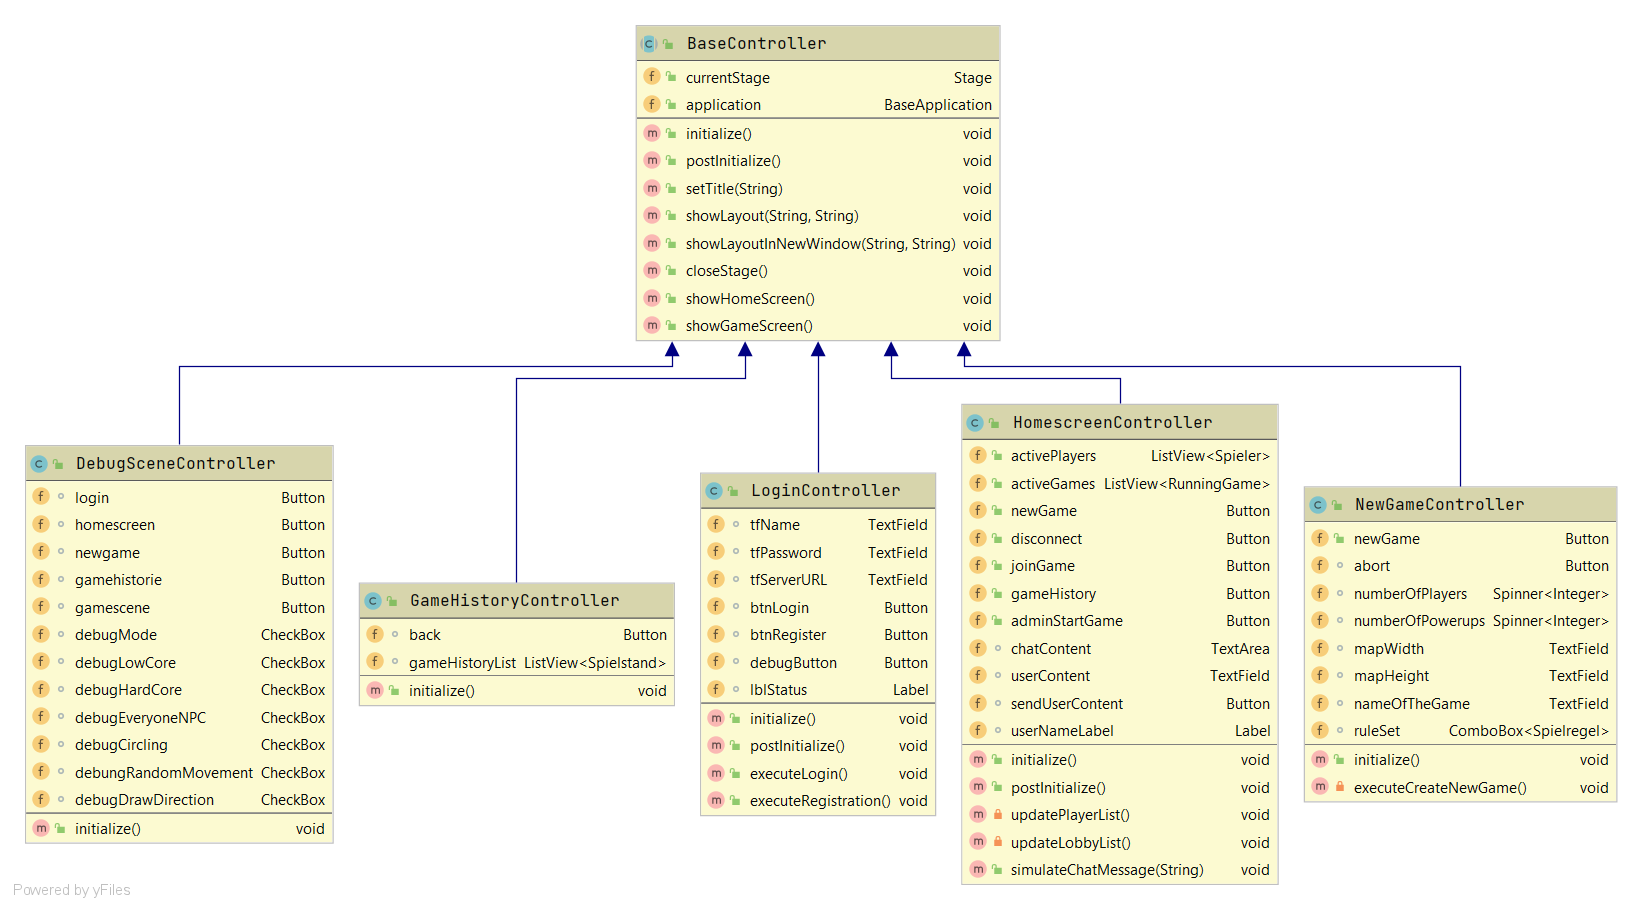 BaseController
currentStage Stage
application BaseApplication
initialize() void
postInitialize() void
setTitle(String) void
showLayout(String, String) void
showLayoutInNewWindow(String, String) void
closeStage() void
showHomeScreen() void
showGameScreen() void
DebugSceneController
login Button
homescreen Button
newgame Button
gamehistorie Button
gamescene Button
debugMode CheckBox
debugLowCore CheckBox
debugHardCore CheckBox
debugEveryoneNPC CheckBox
debugCircling CheckBox
debungRandomMovement CheckBox
debugDrawDirection CheckBox
initialize() void
GameHistoryController
back Button
gameHistoryList ListView<Spielstand>
initialize() void
LoginController
tfName TextField
tfPassword TextField
tfServerURL TextField
btnLogin Button
btnRegister Button
debugButton Button
lblStatus Label
initialize() void
postInitialize() void
executeLogin() void
executeRegistration() void
HomescreenController
activePlayers ListView<Spieler>
activeGames ListView<RunningGame>
newGame Button
disconnect Button
joinGame Button
gameHistory Button
adminStartGame Button
chatContent TextArea
userContent TextField
sendUserContent Button
userNameLabel Label
initialize() void
postInitialize() void
updatePlayerList() void
updateLobbyList() void
simulateChatMessage(String) void
NewGameController
newGame Button
abort Button
numberOfPlayers Spinner<Integer>
numberOfPowerups Spinner<Integer>
mapWidth TextField
mapHeight TextField
nameOfTheGame TextField
ruleSet ComboBox<Spielregel>
initialize() void
executeCreateNewGame() void
Powered by yFiles